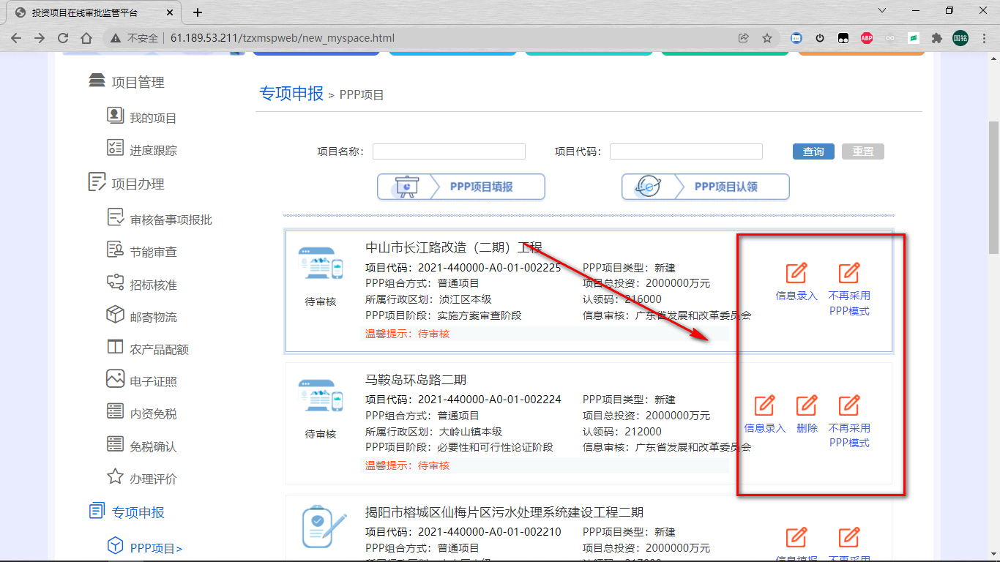 投资项目在线审批监管平台
不安全
61.189.53.211/tzxmspweb/new_myspace.html
ABP
国铭
项目管理
我的项目
进度跟踪
项目办理
审核备事项报批
节能审查
招标核准
邮寄物流
农产品配额
电子证照
内资免税
免税确认
办理评价
专项申报
PPP项目>
专项申报 > PPP项目
项目名称： 项目代码： 查询 重置
PPP项目填报 PPP项目认领
中山市长江路改造（二期）工程
项目代码：2021-440000-A0-01-002225 PPP项目类型：新建
PPP组合方式：普通项目 项目总投资：2000000万元
所属行政区划：浈江区本级 认领码：216000
PPP项目阶段：实施方案审查阶段 信息审核：广东省发展和改革委员会
温馨提示：待审核
待审核
信息录入 不再采用
PPP模式
马鞍岛环岛路二期
项目代码：2021-440000-A0-01-002224 PPP项目类型：新建
PPP组合方式：普通项目 项目总投资：2000000万元
所属行政区划：大岭山镇本级 认领码：212000
PPP项目阶段：必要性和可行性论证阶段 信息审核：广东省发展和改革委员会
温馨提示：待审核
待审核
信息录入 删除 不再采用
PPP模式
揭阳市榕城区仙梅片区污水处理系统建设工程二期
项目代码：2021-440000-A0-01-002210 PPP项目类型：新建
PPP组合方式：普通项目 项目总投资：2000000万元
信息填报 不再采用